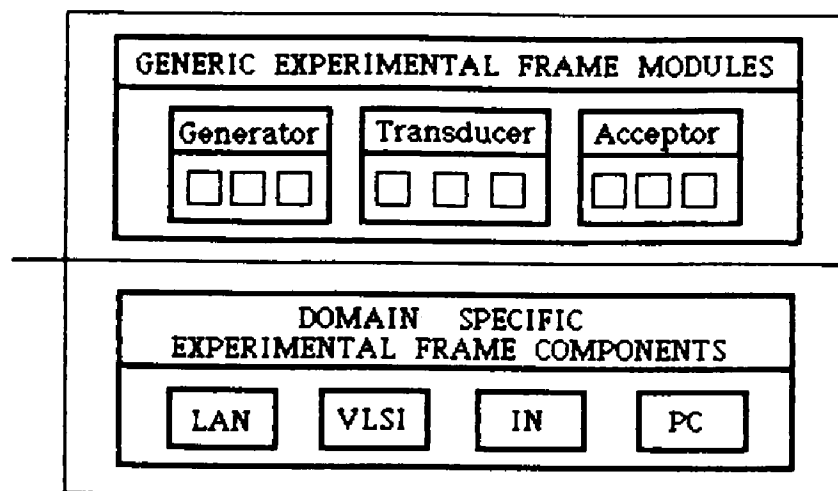 GENERIC EXPERIMENTAL FRAME MODULES
Generator Transducer Acceptor
DOMAIN SPECIFIC
EXPERIMENTAL FRAME COMPONENTS
LAN VLSI IN PC